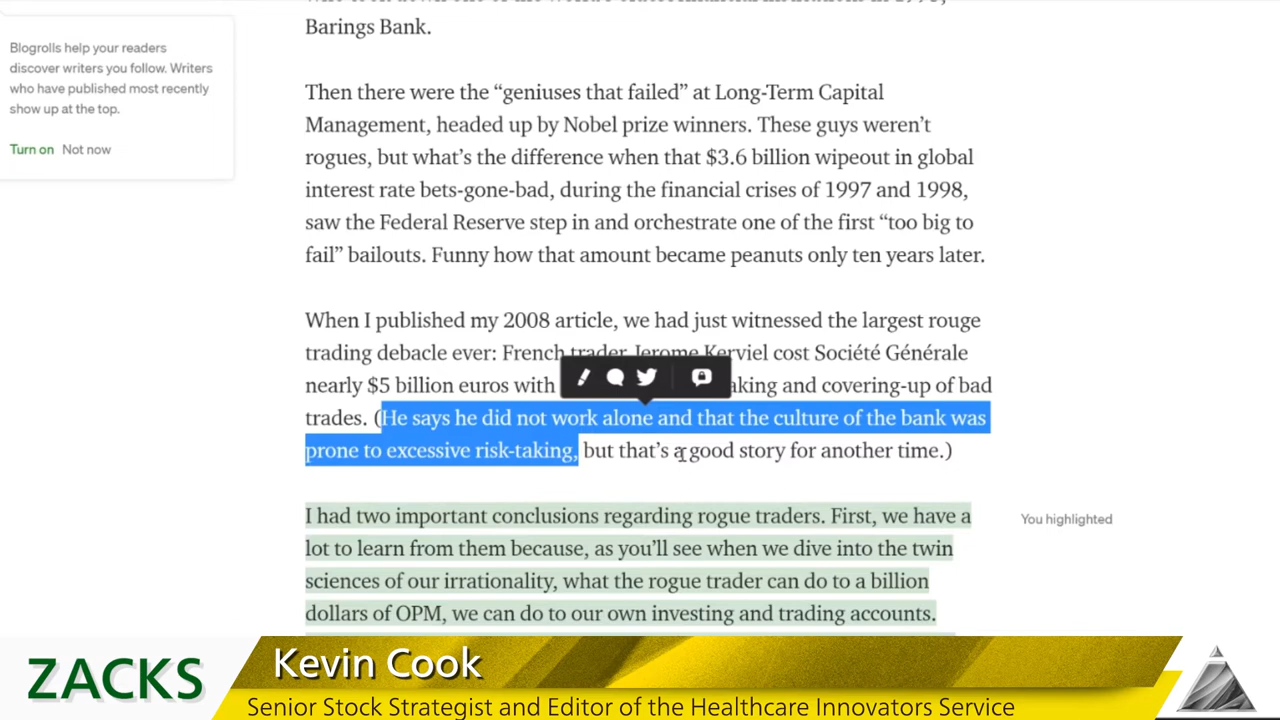 Barings Bank.
Blogrolls help your readers
discover writers you follow. Writers
who have published most recently
show up at the top.
Turn on Not now
Then there were the “geniuses that failed” at Long-Term Capital
Management, headed up by Nobel prize winners. These guys weren’t
rogues, but what’s the difference when that $3.6 billion wipeout in global
interest rate bets-gone-bad, during the financial crises of 1997 and 1998,
saw the Federal Reserve step in and orchestrate one of the first “too big to
fail” bailouts. Funny how that amount became peanuts only ten years later.
When I published my 2008 article, we had just witnessed the largest rouge
trading debacle ever: French trader Jerome Kerviel cost Société Générale
nearly $5 billion euros with aking and covering-up of bad
trades. (He says he did not work alone and that the culture of the bank was
prone to excessive risk-taking, but that’s a good story for another time.)
I had two important conclusions regarding rogue traders. First, we have a
You highlighted
lot to learn from them because, as you’ll see when we dive into the twin
sciences of our irrationality, what the rogue trader can do to a billion
dollars of OPM, we can do to our own investing and trading accounts.
ZACKS
Kevin Cook
Senior Stock Strategist and Editor of the Healthcare Innovators Service